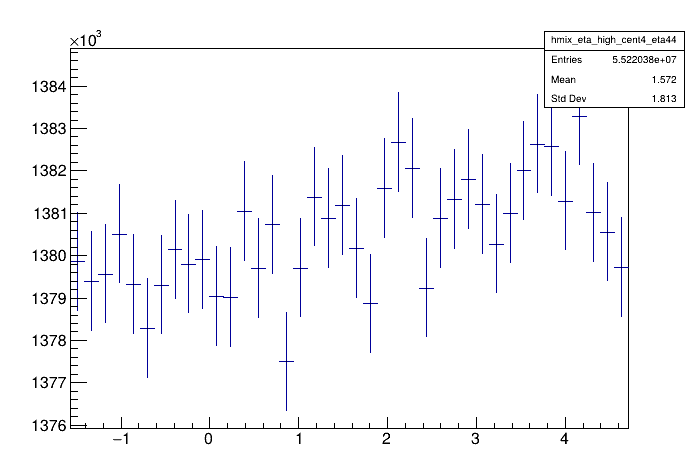 ×10³
hmix_eta_high_cent4_eta44
Entries 5.522038e+07
Mean 1.572
Std Dev 1.813
1384
1383
1382
1381
1380
1379
1378
1377
1376
−1 0 1 2 3 4